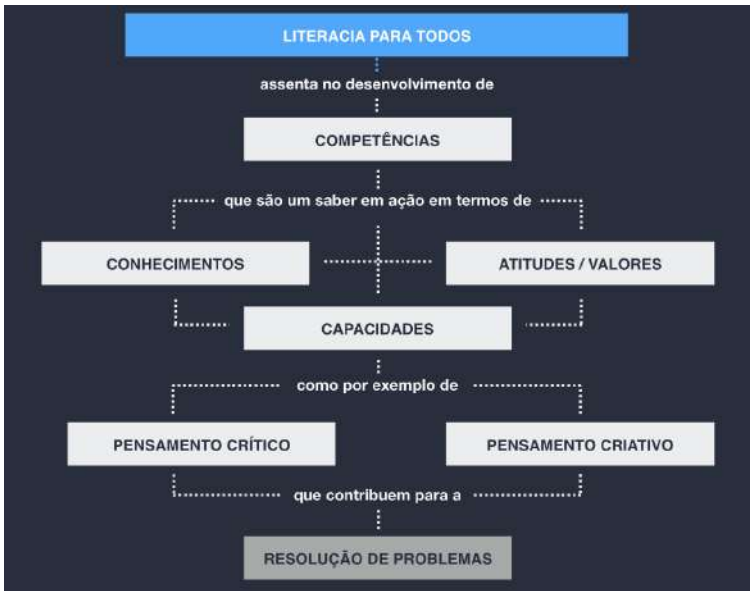 LITERACIA PARA TODOS
assenta no desenvolvimento de
COMPETÊNCIAS
que são um saber em ação em termos de
CONHECIMENTOS
ATITUDES / VALORES
CAPACIDADES
como por exemplo de
PENSAMENTO CRÍTICO
PENSAMENTO CRIATIVO
que contribuem para a
RESOLUÇÃO DE PROBLEMAS